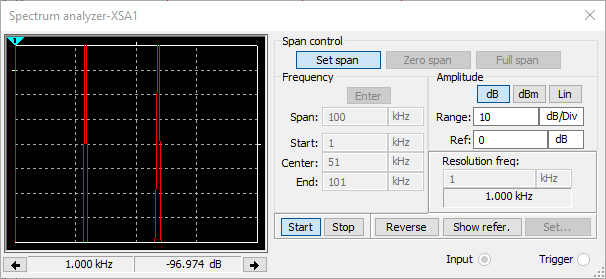 Spectrum analyzer-XSA1
1
Span control
Set span Zero span Full span
Frequency
Enter
Span: 100 kHz
Start: 1 kHz
Center: 51 kHz
End: 101 kHz
Amplitude
dB dBm Lin
Range: 10 dB/Div
Ref: 0 dB
Resolution freq:
1 kHz
1.000 kHz
Start Stop Reverse Show refer. Set...
1.000 kHz -96.974 dB
Input Trigger